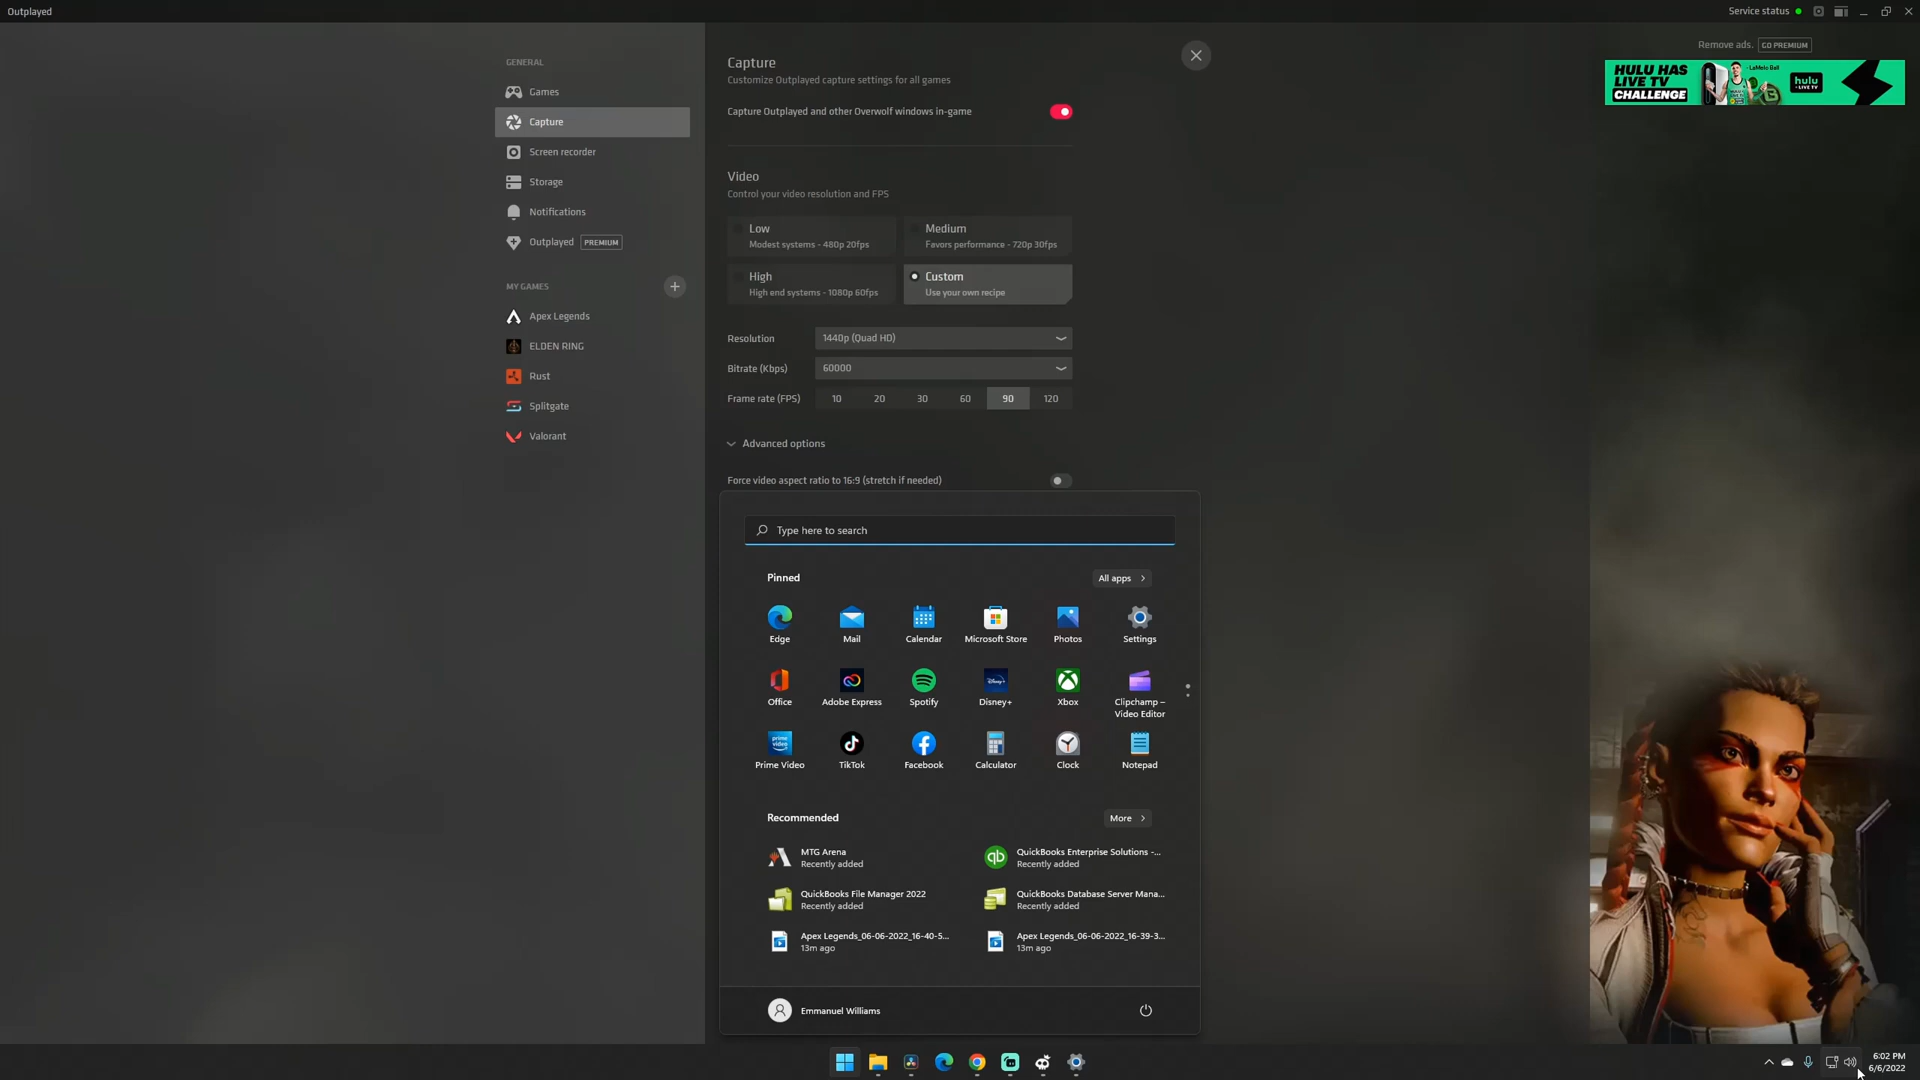 Outplayed
Service status
Remove ads. GO PREMIUM
HULU HAS
LIVE TV
CHALLENGE
LaMelo Ball
hulu
+ LIVE TV
GENERAL
Games
Capture
Screen recorder
Storage
Notifications
Outplayed PREMIUM
MY GAMES
Apex Legends
ELDEN RING
Rust
Splitgate
Valorant
Capture
Customize Outplayed capture settings for all games
Capture Outplayed and other Overwolf windows in-game
Video
Control your video resolution and FPS
Low
Modest systems - 480p 20fps
Medium
Favors performance - 720p 30fps
High
High end systems - 1080p 60fps
Custom
Use your own recipe
Resolution 1440p (Quad HD)
Bitrate (Kbps) 60000
Frame rate (FPS) 10 20 30 60 90 120
Advanced options
Force video aspect ratio to 16:9 (stretch if needed)
Type here to search
Pinned All apps
Edge Mail Calendar Microsoft Store Photos Settings
Office Adobe Express Spotify Disney+ Xbox Clipchamp –
Video Editor
prime
video
Prime Video TikTok Facebook Calculator Clock Notepad
Recommended More
MTG Arena
Recently added
QuickBooks Enterprise Solutions -...
Recently added
QuickBooks File Manager 2022
Recently added
QuickBooks Database Server Mana...
Recently added
Apex Legends_06-06-2022_16-40-5...
13m ago
Apex Legends_06-06-2022_16-39-3...
13m ago
Emmanuel Williams
6:02 PM
6/6/2022